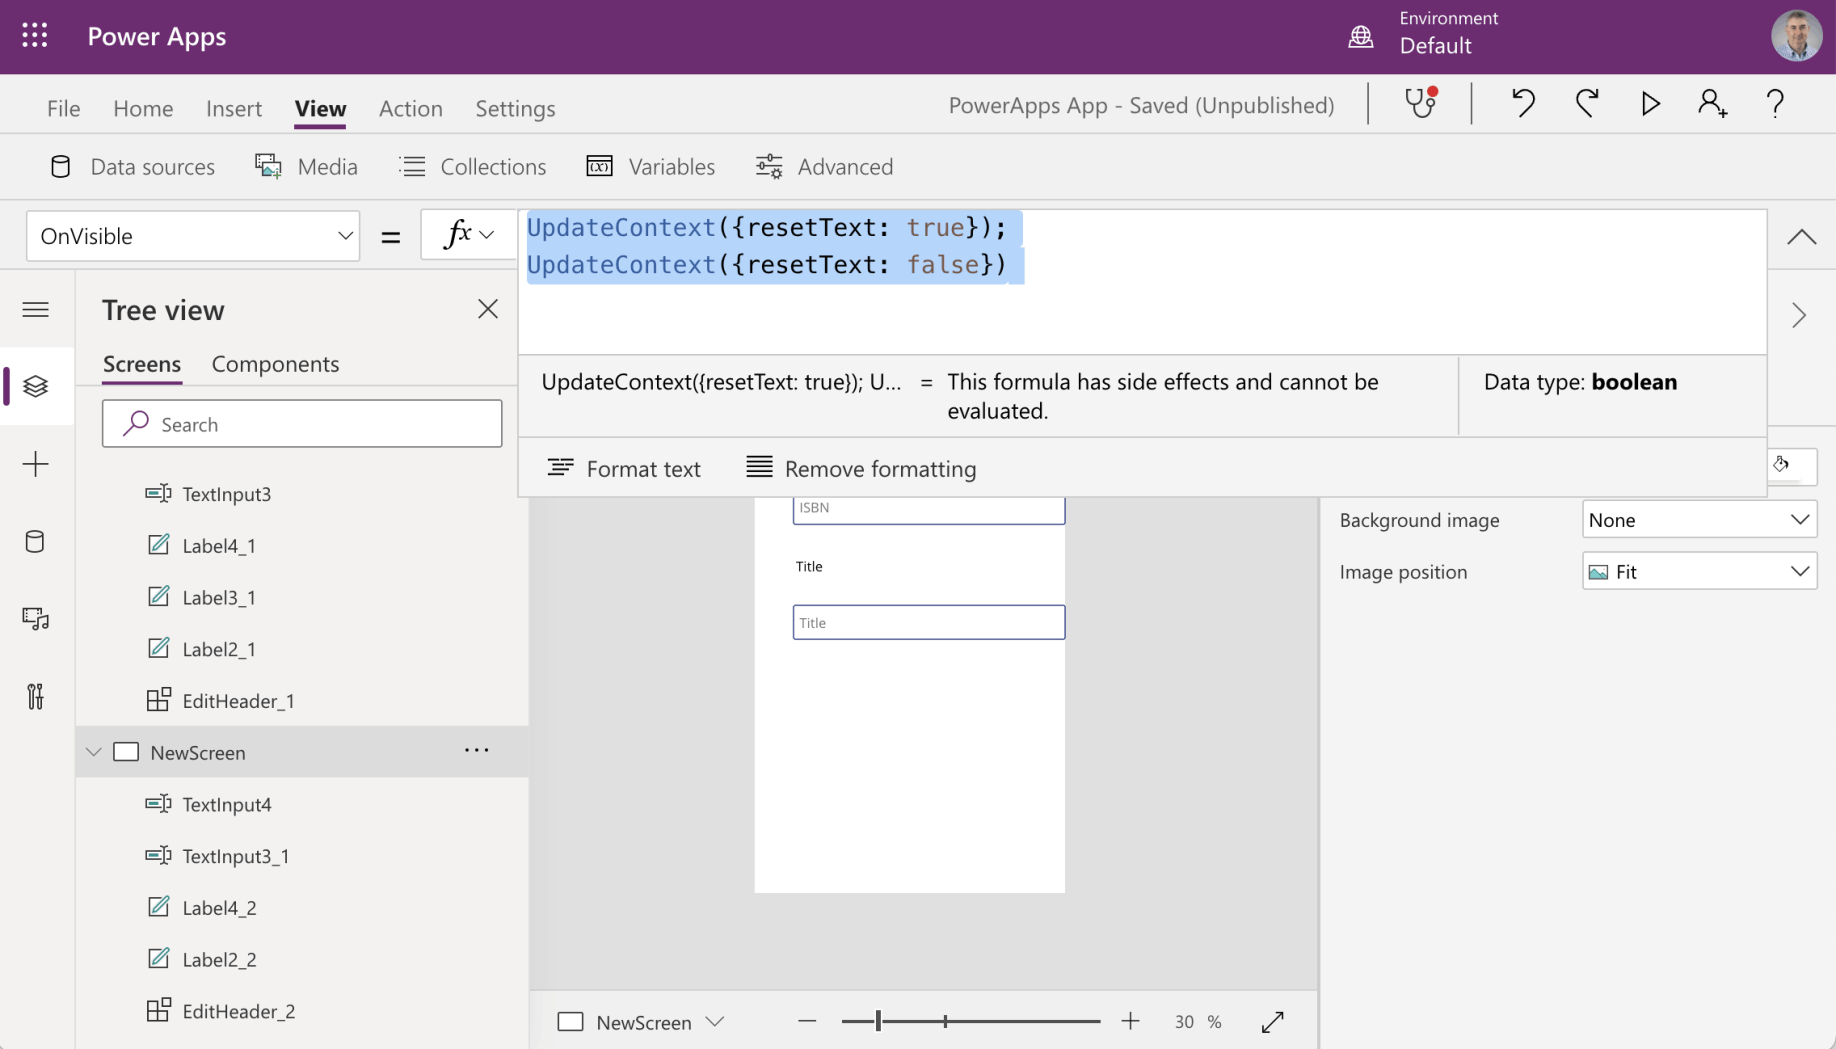 Power Apps
Environment
Default
File Home Insert View Action Settings
PowerApps App - Saved (Unpublished)
Data sources Media Collections Variables Advanced
OnVisible = fx
UpdateContext({resetText: true});
UpdateContext({resetText: false})
Tree view
Screens Components
Search
UpdateContext({resetText: true}); U... = This formula has side effects and cannot be
evaluated.
Data type: boolean
Format text Remove formatting
TextInput3
Label4_1
Label3_1
Label2_1
EditHeader_1
NewScreen ...
TextInput4
TextInput3_1
Label4_2
Label2_2
EditHeader_2
ISBN
Title
Title
Background image None
Image position Fit
NewScreen
30 %